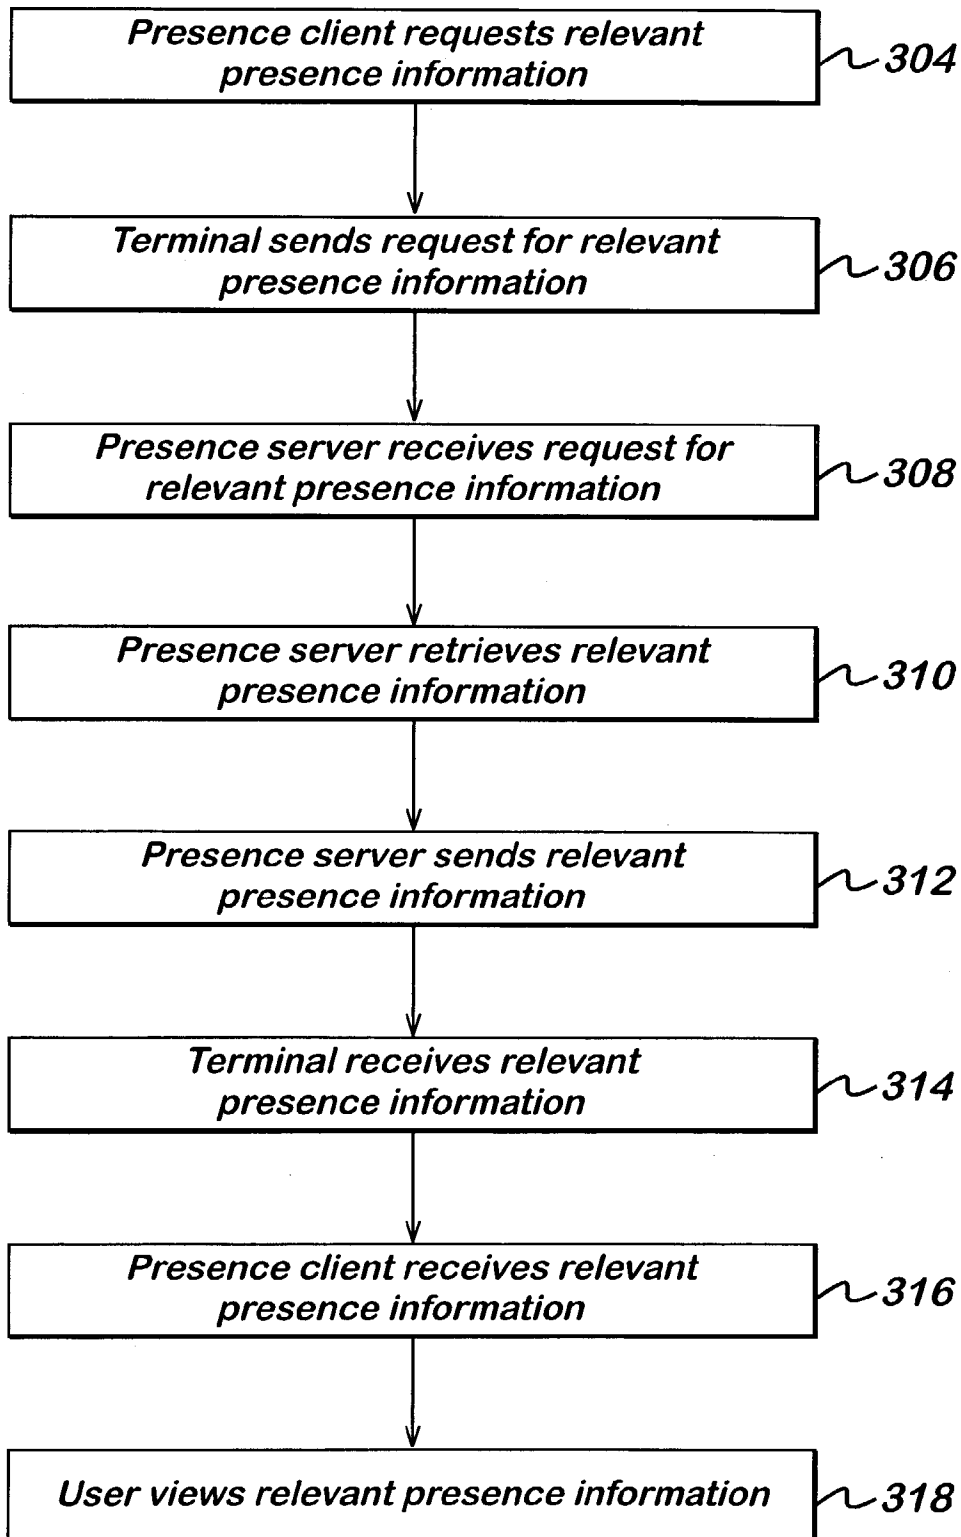 Presence client requests relevant
presence information
304
Terminal sends request for relevant
presence information
306
Presence server receives request for
relevant presence information
308
Presence server retrieves relevant
presence information
310
Presence server sends relevant
presence information
312
Terminal receives relevant
presence information
314
Presence client receives relevant
presence information
316
User views relevant presence information
318